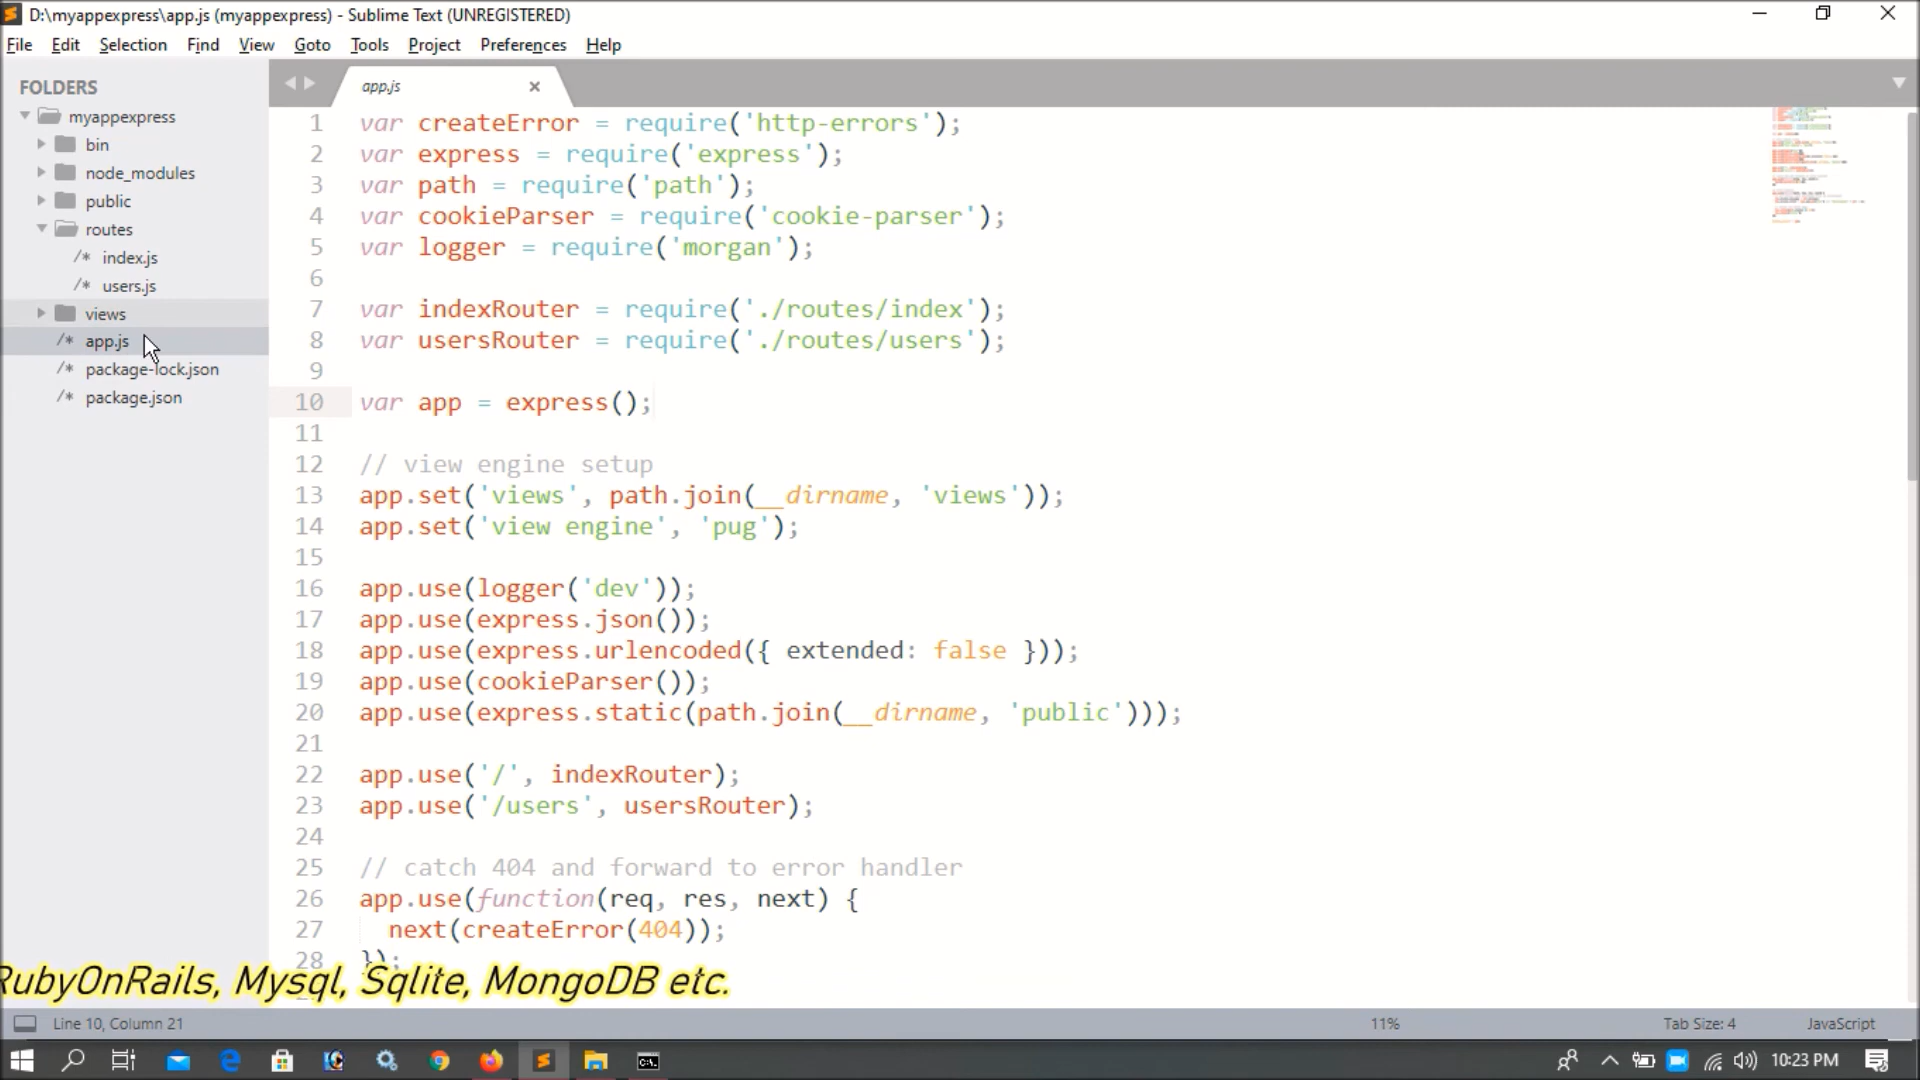 D:\myappexpress\app.js (myappexpress) - Sublime Text (UNREGISTERED)
File Edit Selection Find View Goto Tools Project Preferences Help
FOLDERS
myappexpress
bin
node_modules
public
routes
/* index.js
/* users.js
views
/* app.js
/* package-lock.json
/* package.json
app.js
1 var createError = require('http-errors');
2 var express = require('express');
3 var path = require('path');
4 var cookieParser = require('cookie-parser');
5 var logger = require('morgan');
6
7 var indexRouter = require('./routes/index');
8 var usersRouter = require('./routes/users');
9
10 var app = express();
11
12 // view engine setup
13 app.set('views', path.join(__dirname, 'views'));
14 app.set('view engine', 'pug');
15
16 app.use(logger('dev'));
17 app.use(express.json());
18 app.use(express.urlencoded({ extended: false }));
19 app.use(cookieParser());
20 app.use(express.static(path.join(__dirname, 'public')));
21
22 app.use('/', indexRouter);
23 app.use('/users', usersRouter);
24
25 // catch 404 and forward to error handler
26 app.use(function(req, res, next) {
27   next(createError(404));
28 });
RubyOnRails, Mysql, Sqlite, MongoDB etc.
Line 10, Column 21 11% Tab Size: 4 JavaScript
10:23 PM